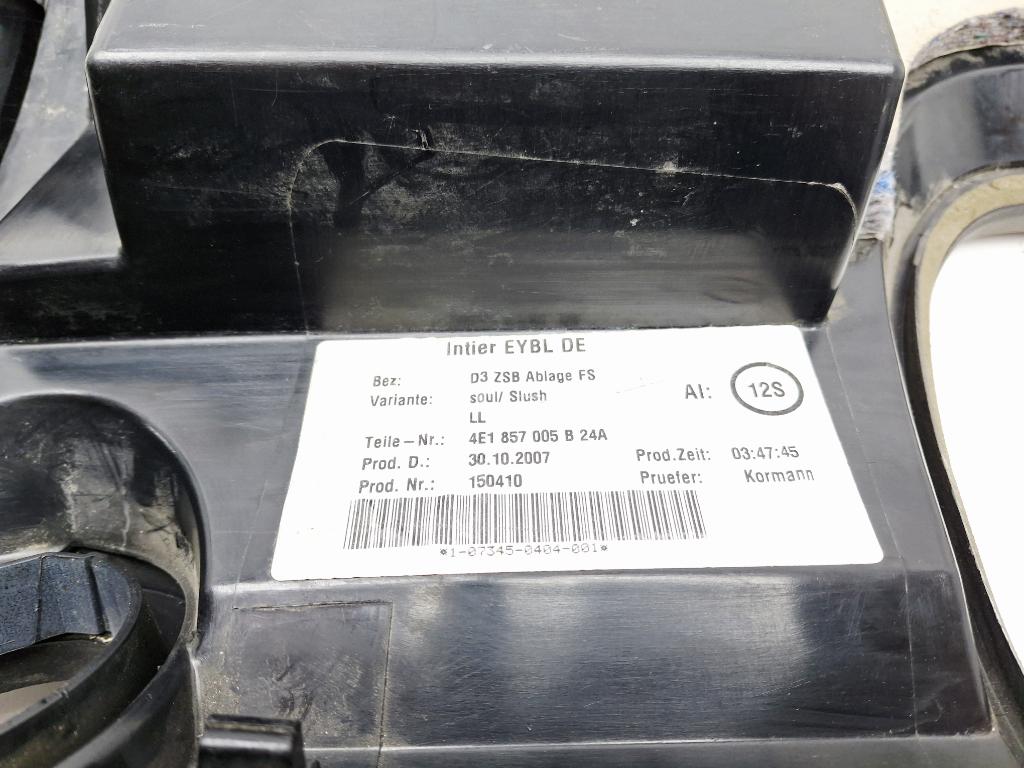 Intier EYBL DE
Bez: D3 ZSB Ablage FS
Variante: soul/ Slush AI: 12S
LL
Teile-Nr.: 4E1 857 005 B 24A
Prod. D.: 30.10.2007 Prod.Zeit: 03:47:45
Prod. Nr.: 150410 Pruefer: Kormann
*1-07345-0404-001*